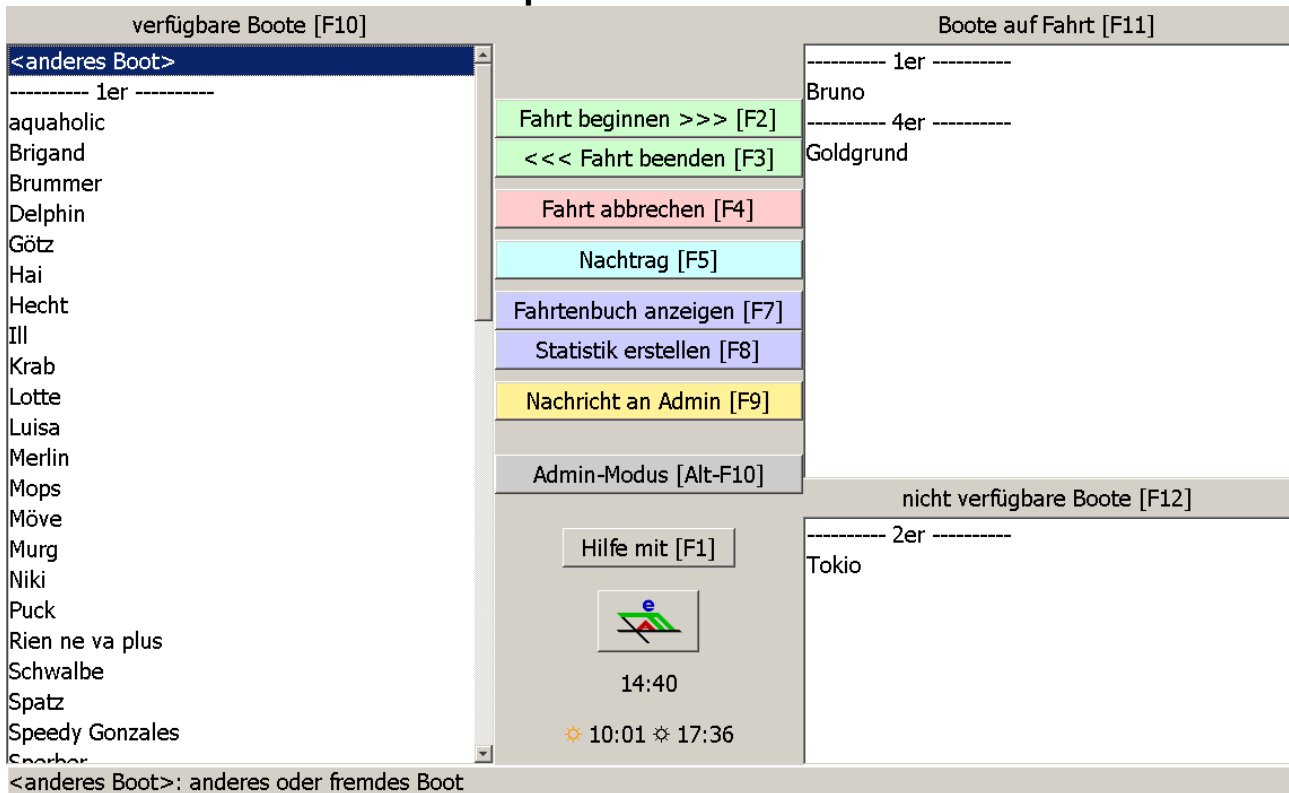 verfügbare Boote [F10]
<anderes Boot>
---------- 1er ----------
aquaholic
Brigand
Brummer
Delphin
Götz
Hai
Hecht
Ill
Krab
Lotte
Luisa
Merlin
Mops
Möve
Murg
Niki
Puck
Rien ne va plus
Schwalbe
Spatz
Speedy Gonzales
Fahrt beginnen >>> [F2]
<<< Fahrt beenden [F3]
Fahrt abbrechen [F4]
Nachtrag [F5]
Fahrtenbuch anzeigen [F7]
Statistik erstellen [F8]
Nachricht an Admin [F9]
Admin-Modus [Alt-F10]
Hilfe mit [F1]
e
14:40
10:01 17:36
Boote auf Fahrt [F11]
---------- 1er ----------
Bruno
---------- 4er ----------
Goldgrund
nicht verfügbare Boote [F12]
---------- 2er ----------
Tokio
<anderes Boot>: anderes oder fremdes Boot